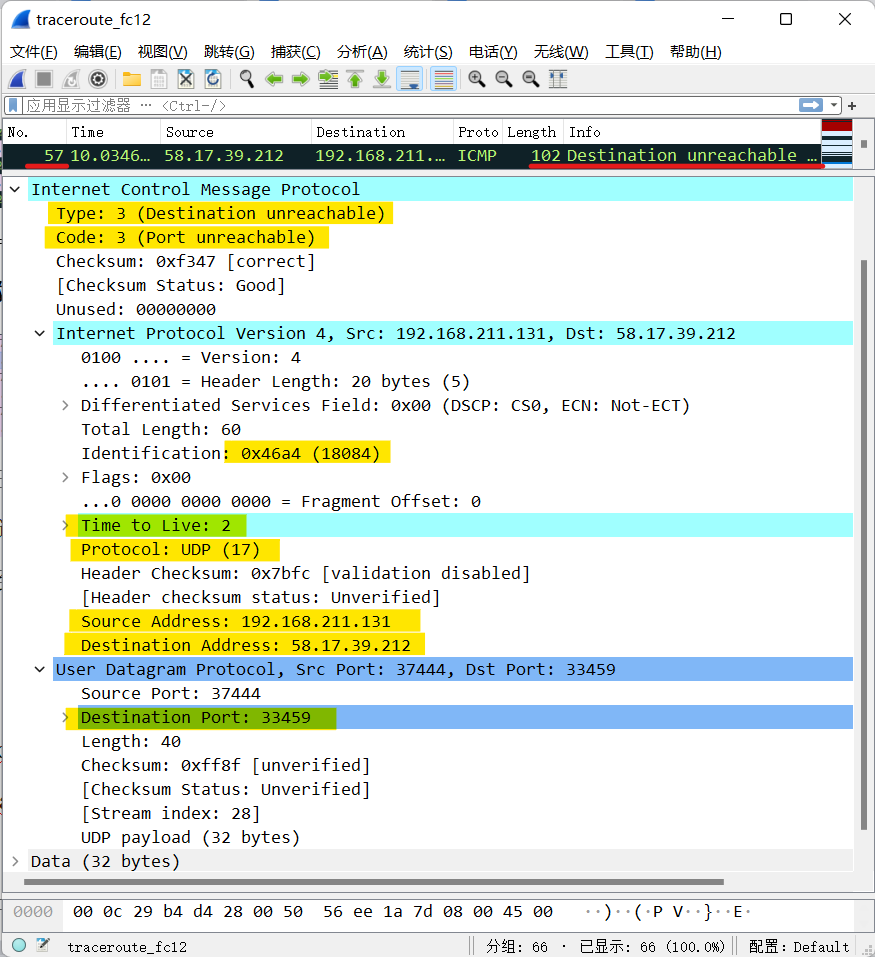 traceroute_fc12
文件(F) 编辑(E) 视图(V) 跳转(G) 捕获(C) 分析(A) 统计(S) 电话(Y) 无线(W) 工具(T) 帮助(H)
应用显示过滤器 … <Ctrl-/>
No. Time Source Destination Proto Length Info
57 10.0346… 58.17.39.212 192.168.211.… ICMP 102 Destination unreachable …
Internet Control Message Protocol
Type: 3 (Destination unreachable)
Code: 3 (Port unreachable)
Checksum: 0xf347 [correct]
[Checksum Status: Good]
Unused: 00000000
Internet Protocol Version 4, Src: 192.168.211.131, Dst: 58.17.39.212
0100 .... = Version: 4
.... 0101 = Header Length: 20 bytes (5)
Differentiated Services Field: 0x00 (DSCP: CS0, ECN: Not-ECT)
Total Length: 60
Identification: 0x46a4 (18084)
Flags: 0x00
...0 0000 0000 0000 = Fragment Offset: 0
Time to Live: 2
Protocol: UDP (17)
Header Checksum: 0x7bfc [validation disabled]
[Header checksum status: Unverified]
Source Address: 192.168.211.131
Destination Address: 58.17.39.212
User Datagram Protocol, Src Port: 37444, Dst Port: 33459
Source Port: 37444
Destination Port: 33459
Length: 40
Checksum: 0xff8f [unverified]
[Checksum Status: Unverified]
[Stream index: 28]
UDP payload (32 bytes)
Data (32 bytes)
0000 00 0c 29 b4 d4 28 00 50 56 ee 1a 7d 08 00 45 00 ··)··(·P V··}··E·
traceroute_fc12 分组: 66 · 已显示: 66 (100.0%) 配置: Default